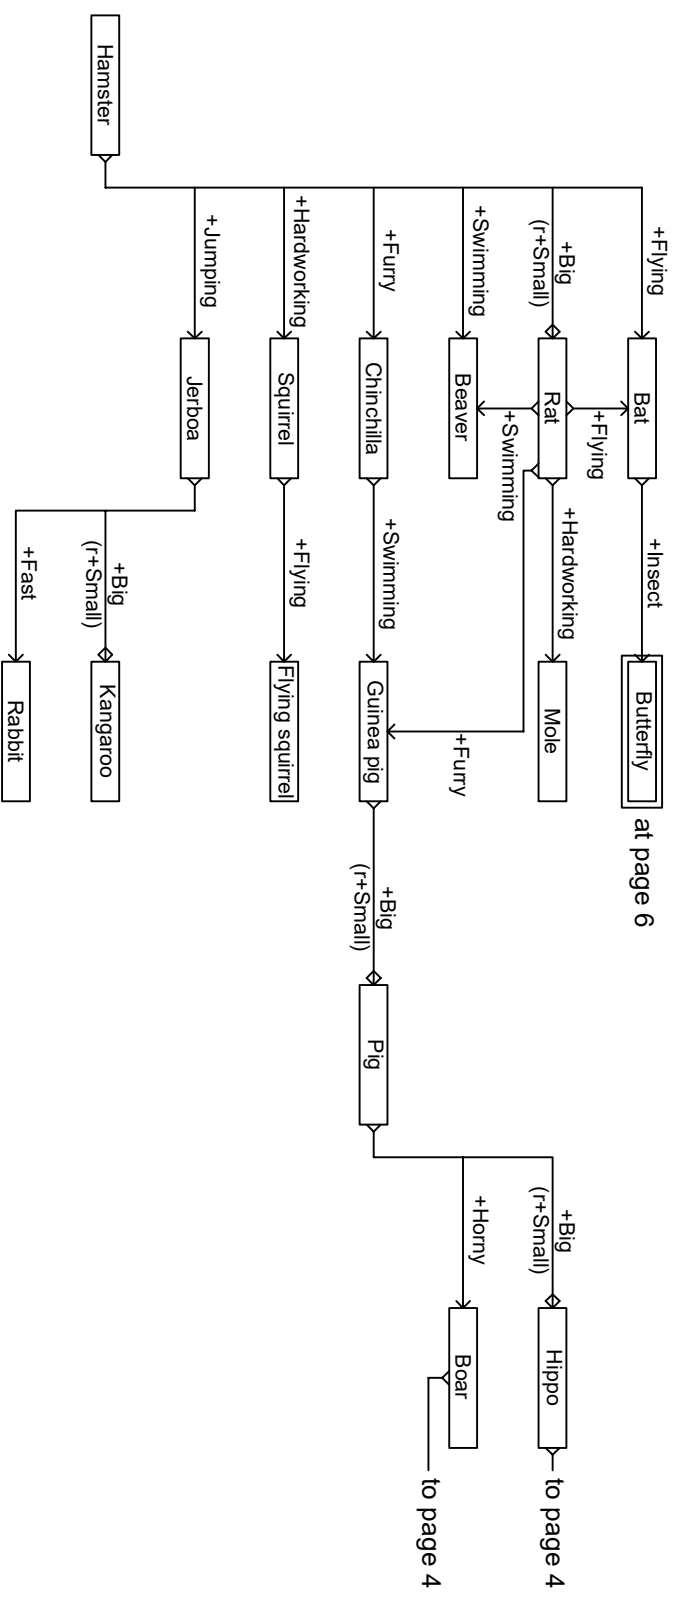 Hamster
+Flying
+Big
(r+Small)
+Swimming
+Furry
+Hardworking
+Jumping
Bat
Rat
Beaver
Chinchilla
Squirrel
Jerboa
+Flying
+Swimming
+Insect
+Hardworking
+Swimming
+Flying
+Big
(r+Small)
+Fast
Butterfly
at page 6
Mole
Guinea pig
+Furry
Flying squirrel
Kangaroo
Rabbit
+Big
(r+Small)
Pig
+Big
(r+Small)
+Horny
Hippo
to page 4
Boar
to page 4